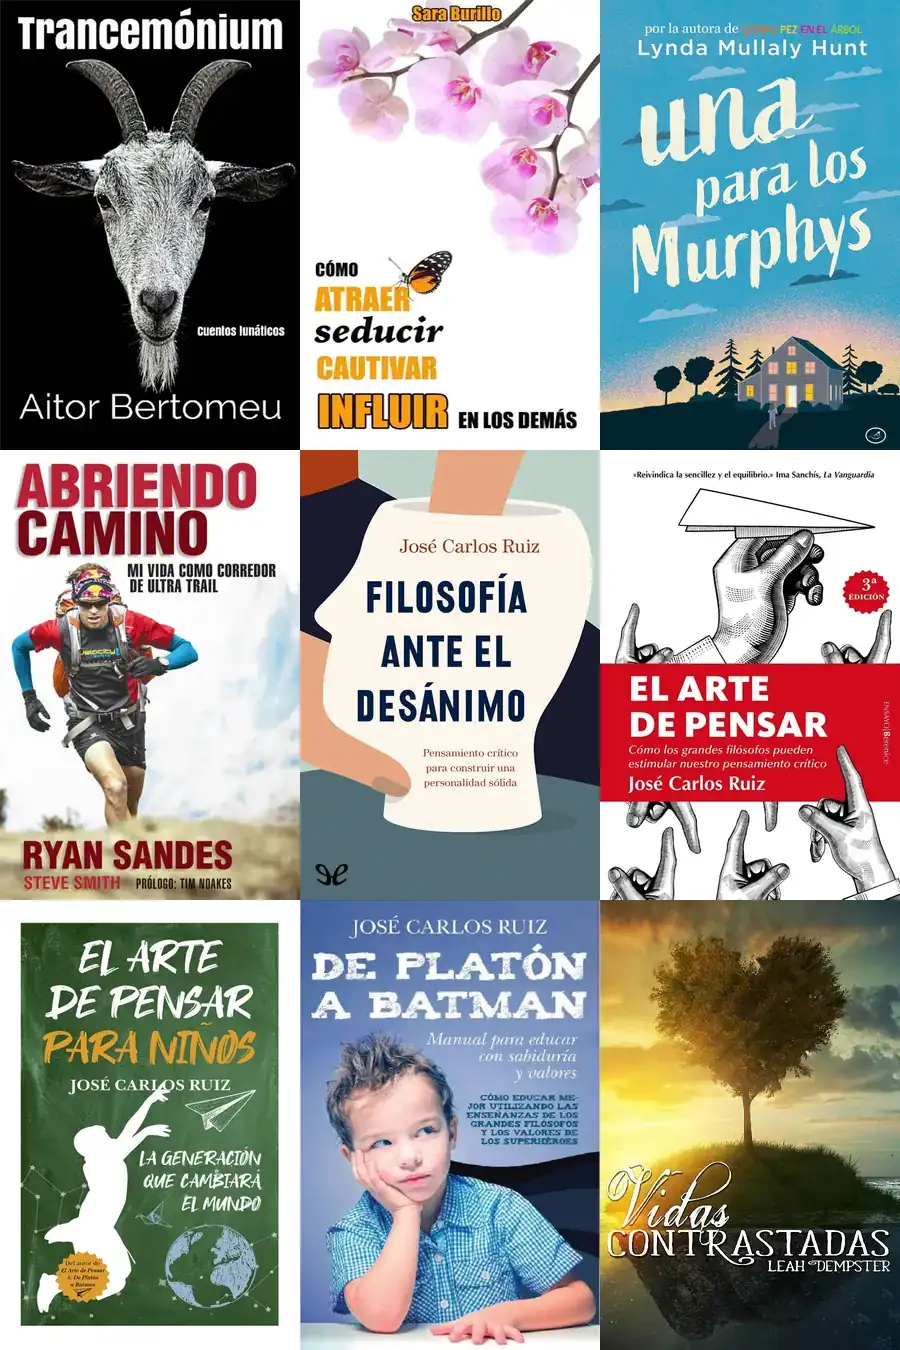 Trancemónium
Cuentos lunáticos
Aitor Bertomeu
Sara Burillo
CÓMO
ATRAER
seducir
CAUTIVAR
INFLUIR EN LOS DEMÁS
por la autora de COMO PEZ EN EL ÁRBOL
Lynda Mullaly Hunt
una
para los
Murphys
ABRIENDO
CAMINO
MI VIDA COMO CORREDOR
DE ULTRA TRAIL
RYAN SANDES
STEVE SMITH PRÓLOGO: TIM NOAKES
José Carlos Ruiz
FILOSOFÍA
ANTE EL
DESÁNIMO
Pensamiento crítico
para construir una
personalidad sólida
«Reivindica la sencillez y el equilibrio.» Ima Sanchís, La Vanguardia
3ª
EDICIÓN
EL ARTE
DE PENSAR
Cómo los grandes filósofos pueden
estimular nuestro pensamiento crítico
José Carlos Ruiz
ENSAYO Berenice
EL ARTE
DE PENSAR
PARA NIÑOS
JOSÉ CARLOS RUIZ
LA GENERACIÓN
QUE CAMBIARÁ
EL MUNDO
Del autor de
El Arte de Pensar
& De Platón
a Batman
JOSÉ CARLOS RUIZ
DE PLATÓN
A BATMAN
Manual para educar
con sabiduría
y valores
CÓMO EDUCAR ME-
JOR UTILIZANDO LAS
ENSEÑANZAS DE LOS
GRANDES FILÓSOFOS
Y LOS VALORES DE
LOS SUPERHÉROES
Vidas
CONTRASTADAS
LEAH DEMPSTER